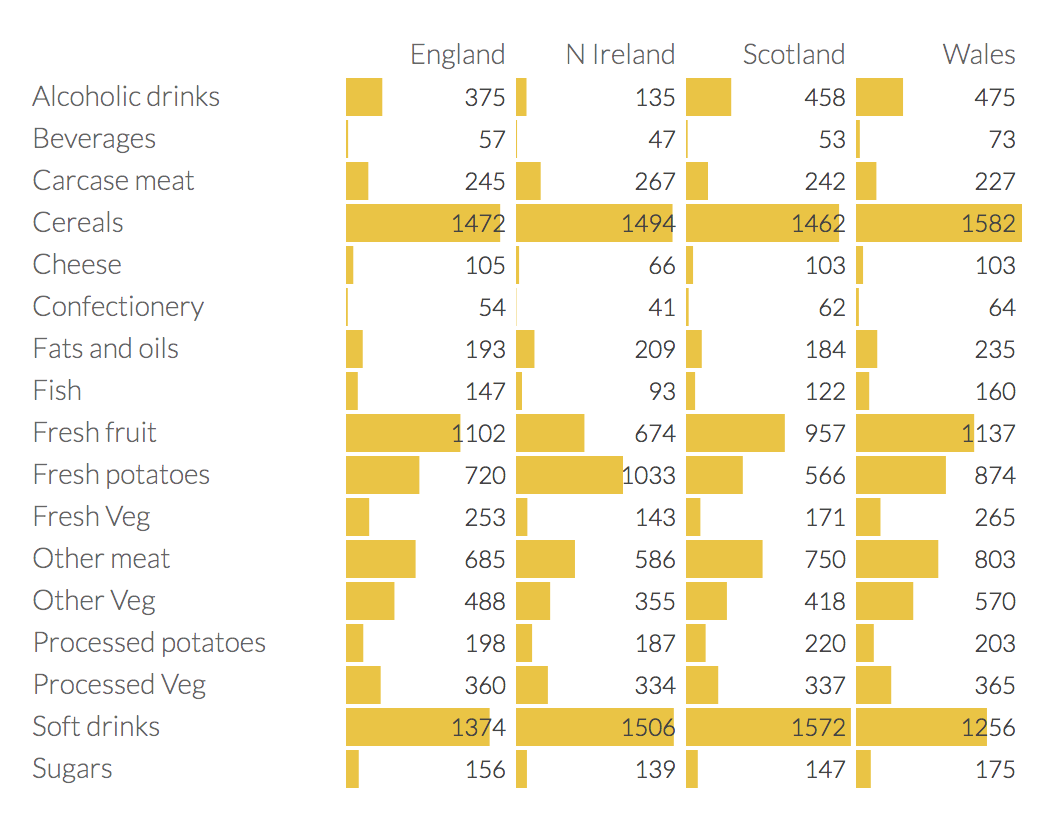 England N Ireland Scotland Wales
Alcoholic drinks 375 135 458 475
Beverages 57 47 53 73
Carcase meat 245 267 242 227
Cereals 1472 1494 1462 1582
Cheese 105 66 103 103
Confectionery 54 41 62 64
Fats and oils 193 209 184 235
Fish 147 93 122 160
Fresh fruit 1102 674 957 1137
Fresh potatoes 720 1033 566 874
Fresh Veg 253 143 171 265
Other meat 685 586 750 803
Other Veg 488 355 418 570
Processed potatoes 198 187 220 203
Processed Veg 360 334 337 365
Soft drinks 1374 1506 1572 1256
Sugars 156 139 147 175